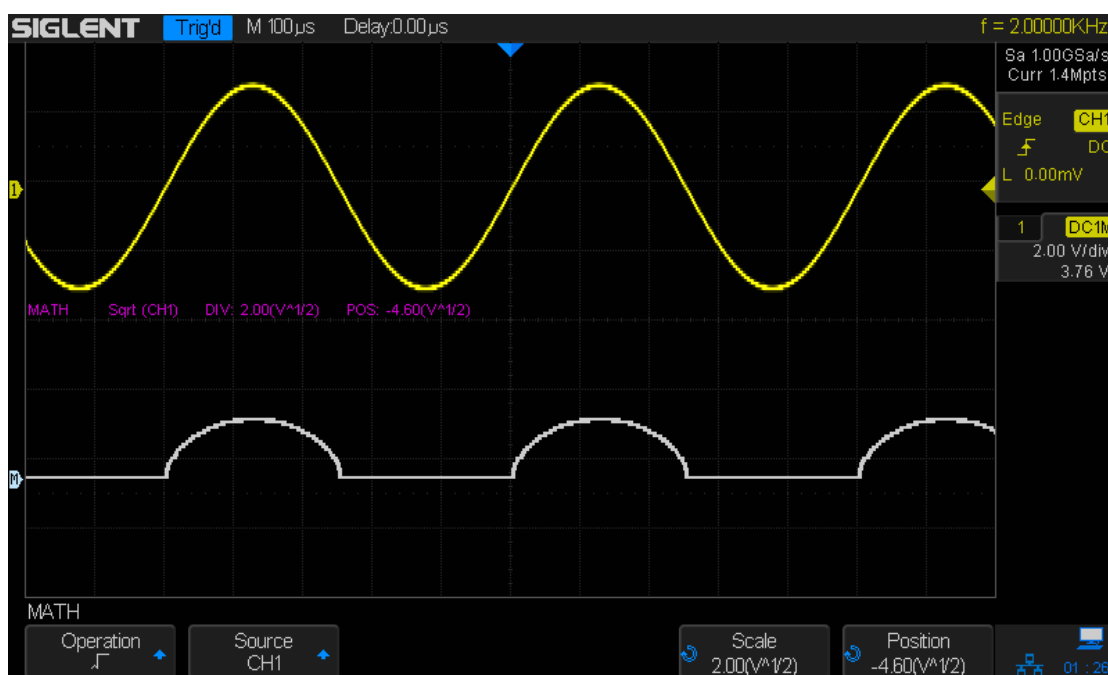 SIGLENT Trig'd M 100µs Delay:0.00µs f = 2.00000KHz
Sa 1.00GSa/s
Curr 1.4Mpts
Edge CH1
DC
L 0.00mV
1
1 DC1M
2.00 V/div
3.76 V
MATH Sqrt (CH1) DIV: 2.00(V^1/2) POS: -4.60(V^1/2)
M
MATH
Operation Source Scale Position
√ CH1 2.00(V^1/2) -4.60(V^1/2)
01 : 26